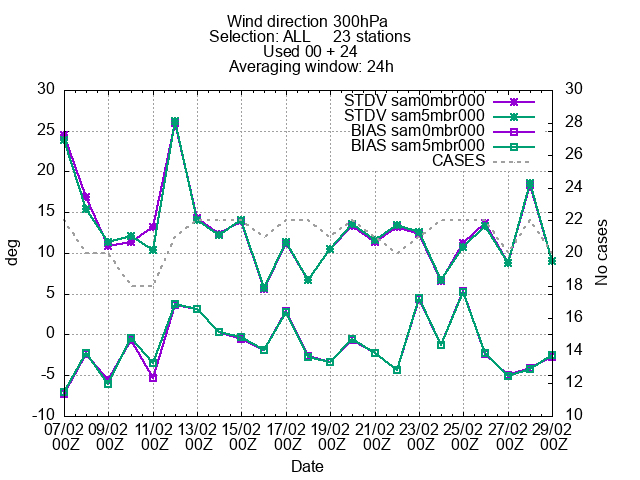 Wind direction 300hPa
Selection: ALL     23 stations
Used 00 + 24
Averaging window: 24h
STDV sam0mbr000
STDV sam5mbr000
BIAS sam0mbr000
BIAS sam5mbr000
CASES
30
25
20
15
10
5
0
-5
-10
deg
30
28
26
24
22
20
18
16
14
12
10
No cases
07/02 09/02 11/02 13/02 15/02 17/02 19/02 21/02 23/02 25/02 27/02 29/02
00Z 00Z 00Z 00Z 00Z 00Z 00Z 00Z 00Z 00Z 00Z 00Z
Date